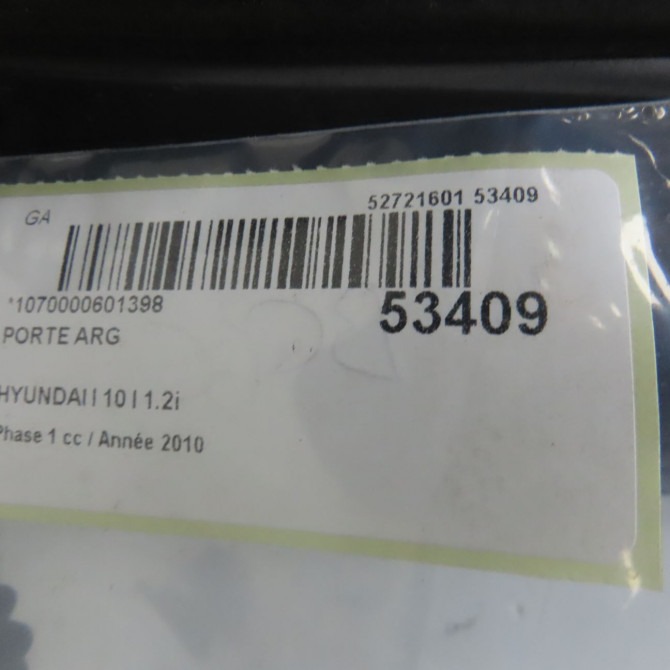 GA
52721601 53409
*1070000601398
53409
PORTE ARG
HYUNDAI I 10 I 1.2i
Phase 1 cc / Année 2010